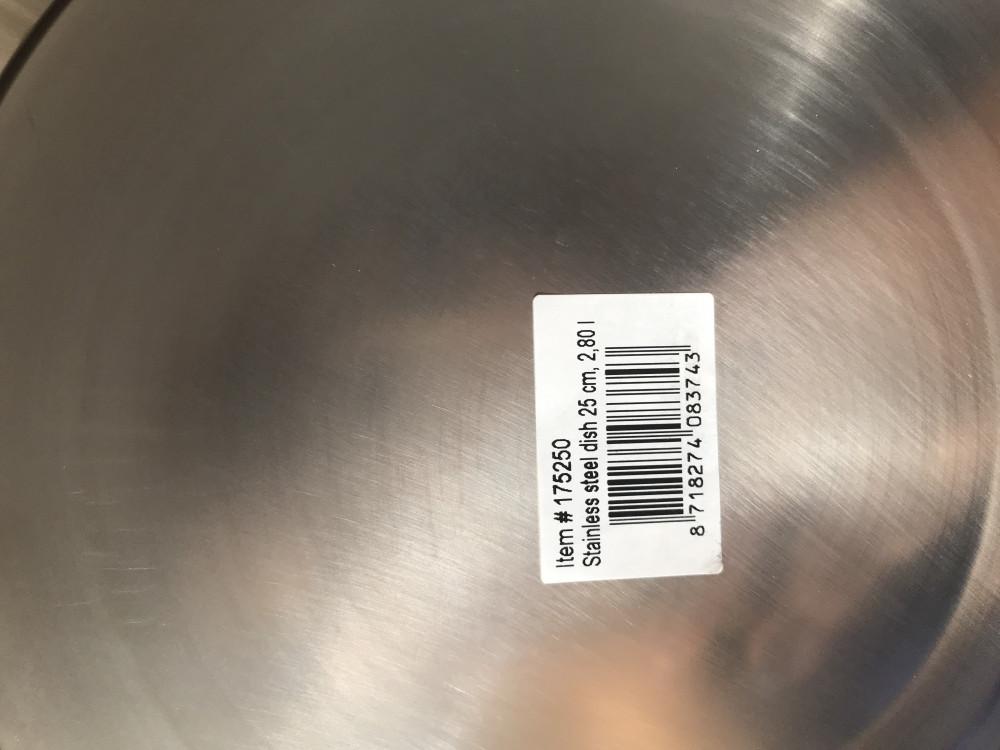 Item # 175250
Stainless steel dish 25 cm, 2,80 l
8 718274 083743